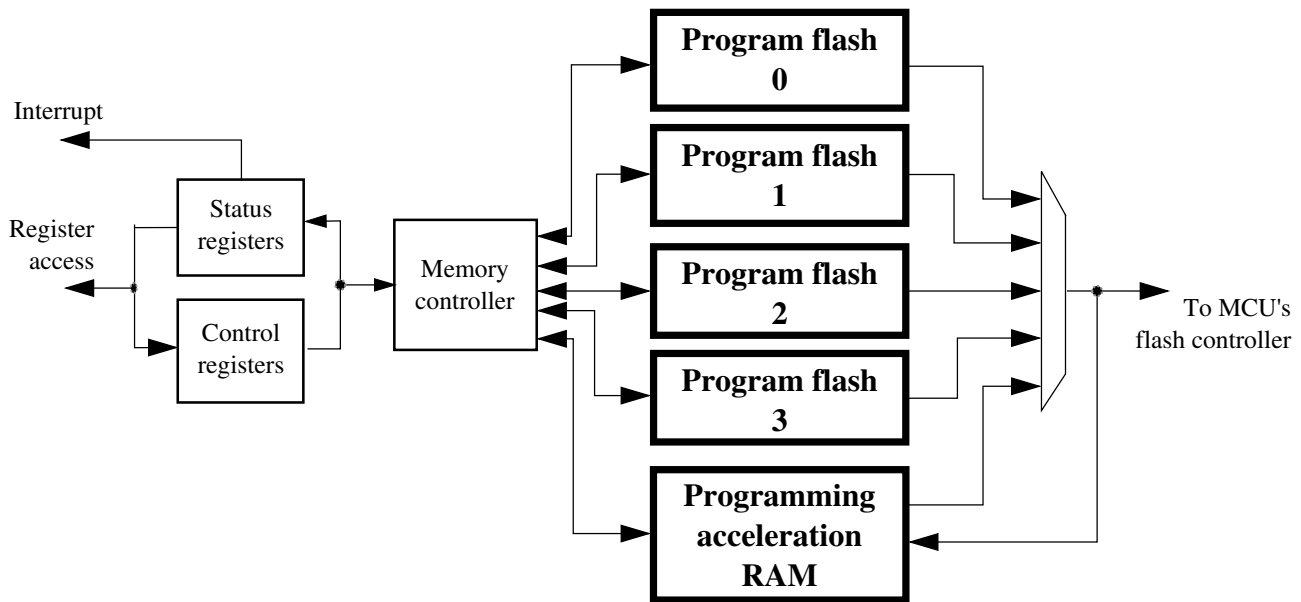 Interrupt
Register
access
Status
registers
Control
registers
Memory
controller
Program flash
0
Program flash
1
Program flash
2
Program flash
3
Programming
acceleration
RAM
To MCU's
flash controller